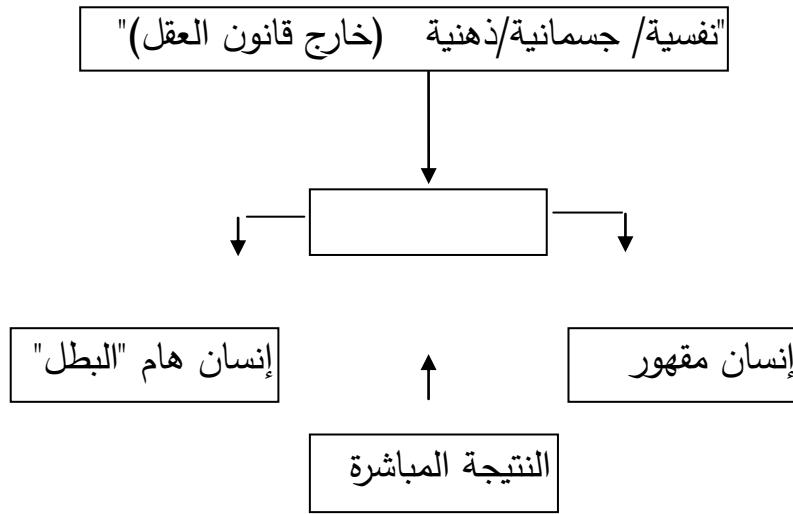 "نفسية/ جسمانية/ذهنية (خارج قانون العقل)"
إنسان مقهور
إنسان هام "البطل"
النتيجة المباشرة